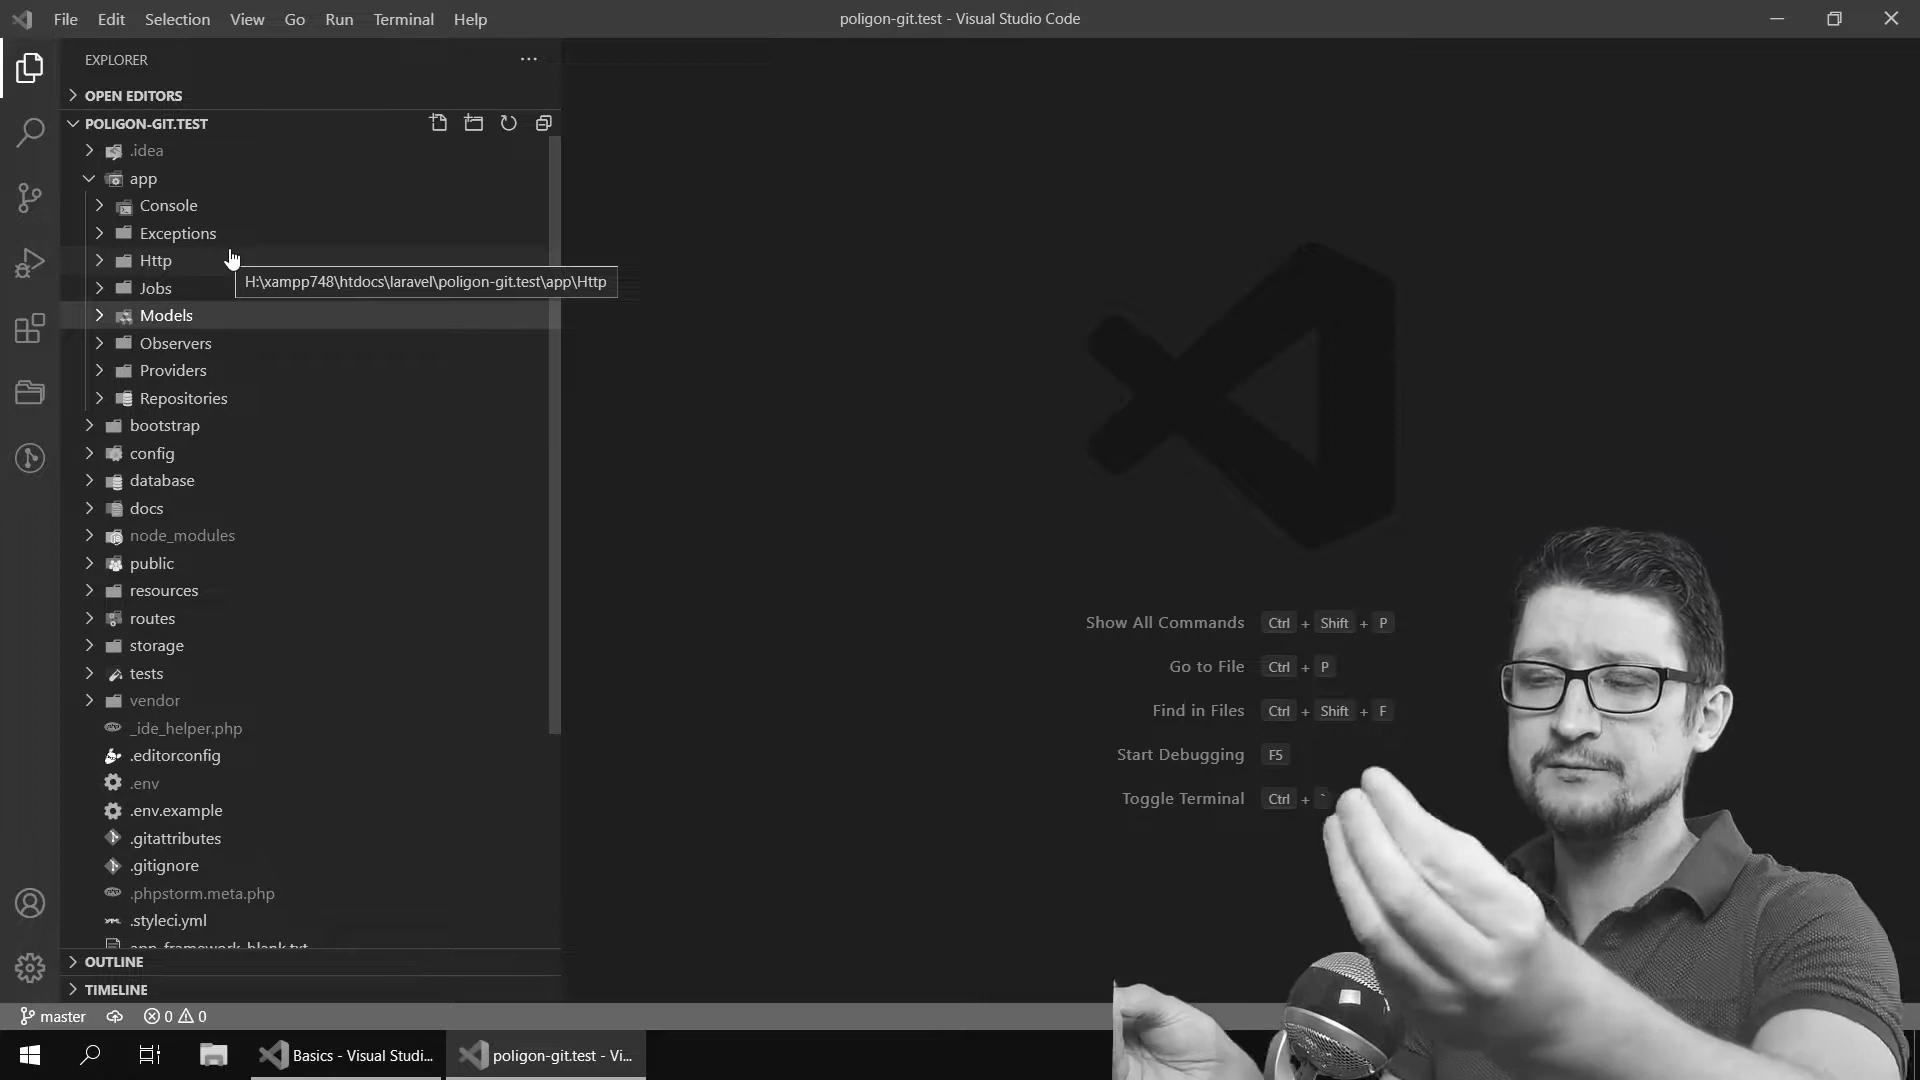 File Edit Selection View Go Run Terminal Help
poligon-git.test - Visual Studio Code
EXPLORER
OPEN EDITORS
POLIGON-GIT.TEST
.idea
app
Console
Exceptions
Http
H:\xampp748\htdocs\laravel\poligon-git.test\app\Http
Jobs
Models
Observers
Providers
Repositories
bootstrap
config
database
docs
node_modules
public
resources
routes
storage
tests
vendor
_ide_helper.php
.editorconfig
.env
.env.example
.gitattributes
.gitignore
.phpstorm.meta.php
.styleci.yml
app_framework_blank.txt
OUTLINE
TIMELINE
Show All Commands Ctrl + Shift + P
Go to File Ctrl + P
Find in Files Ctrl + Shift + F
Start Debugging F5
Toggle Terminal Ctrl + `
master 0 0
Basics - Visual Studi...
poligon-git.test - Vi...